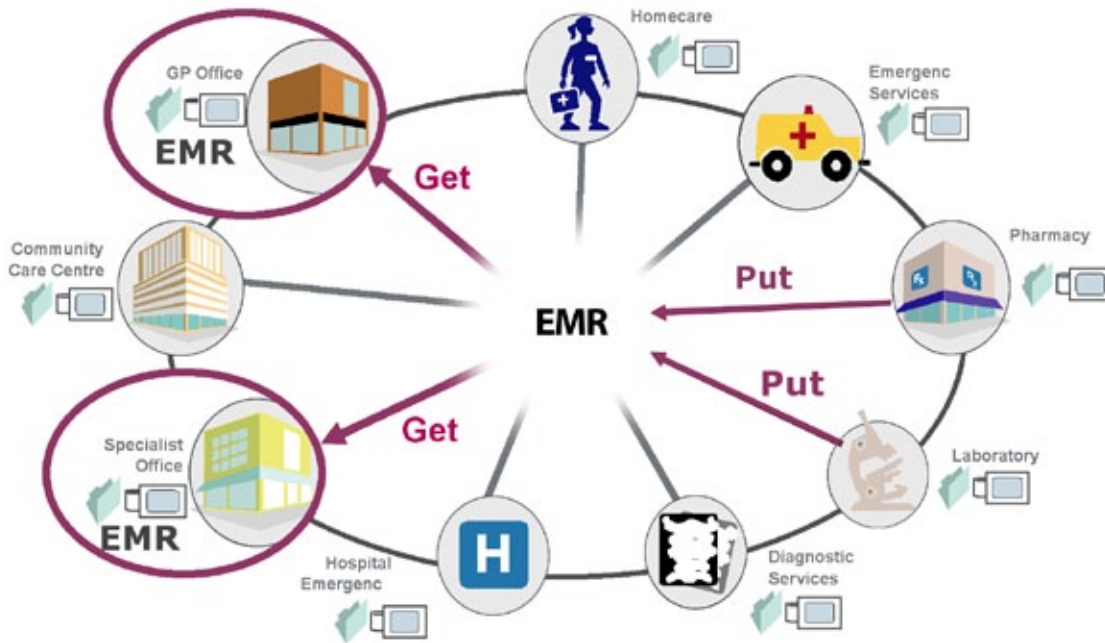 Homecare
GP Office
EMR
Emergenc
Services
Get
Community
Care Centre
Pharmacy
Put
EMR
Put
Get
Specialist
Office
EMR
Laboratory
H
Hospital
Emergenc
Diagnostic
Services